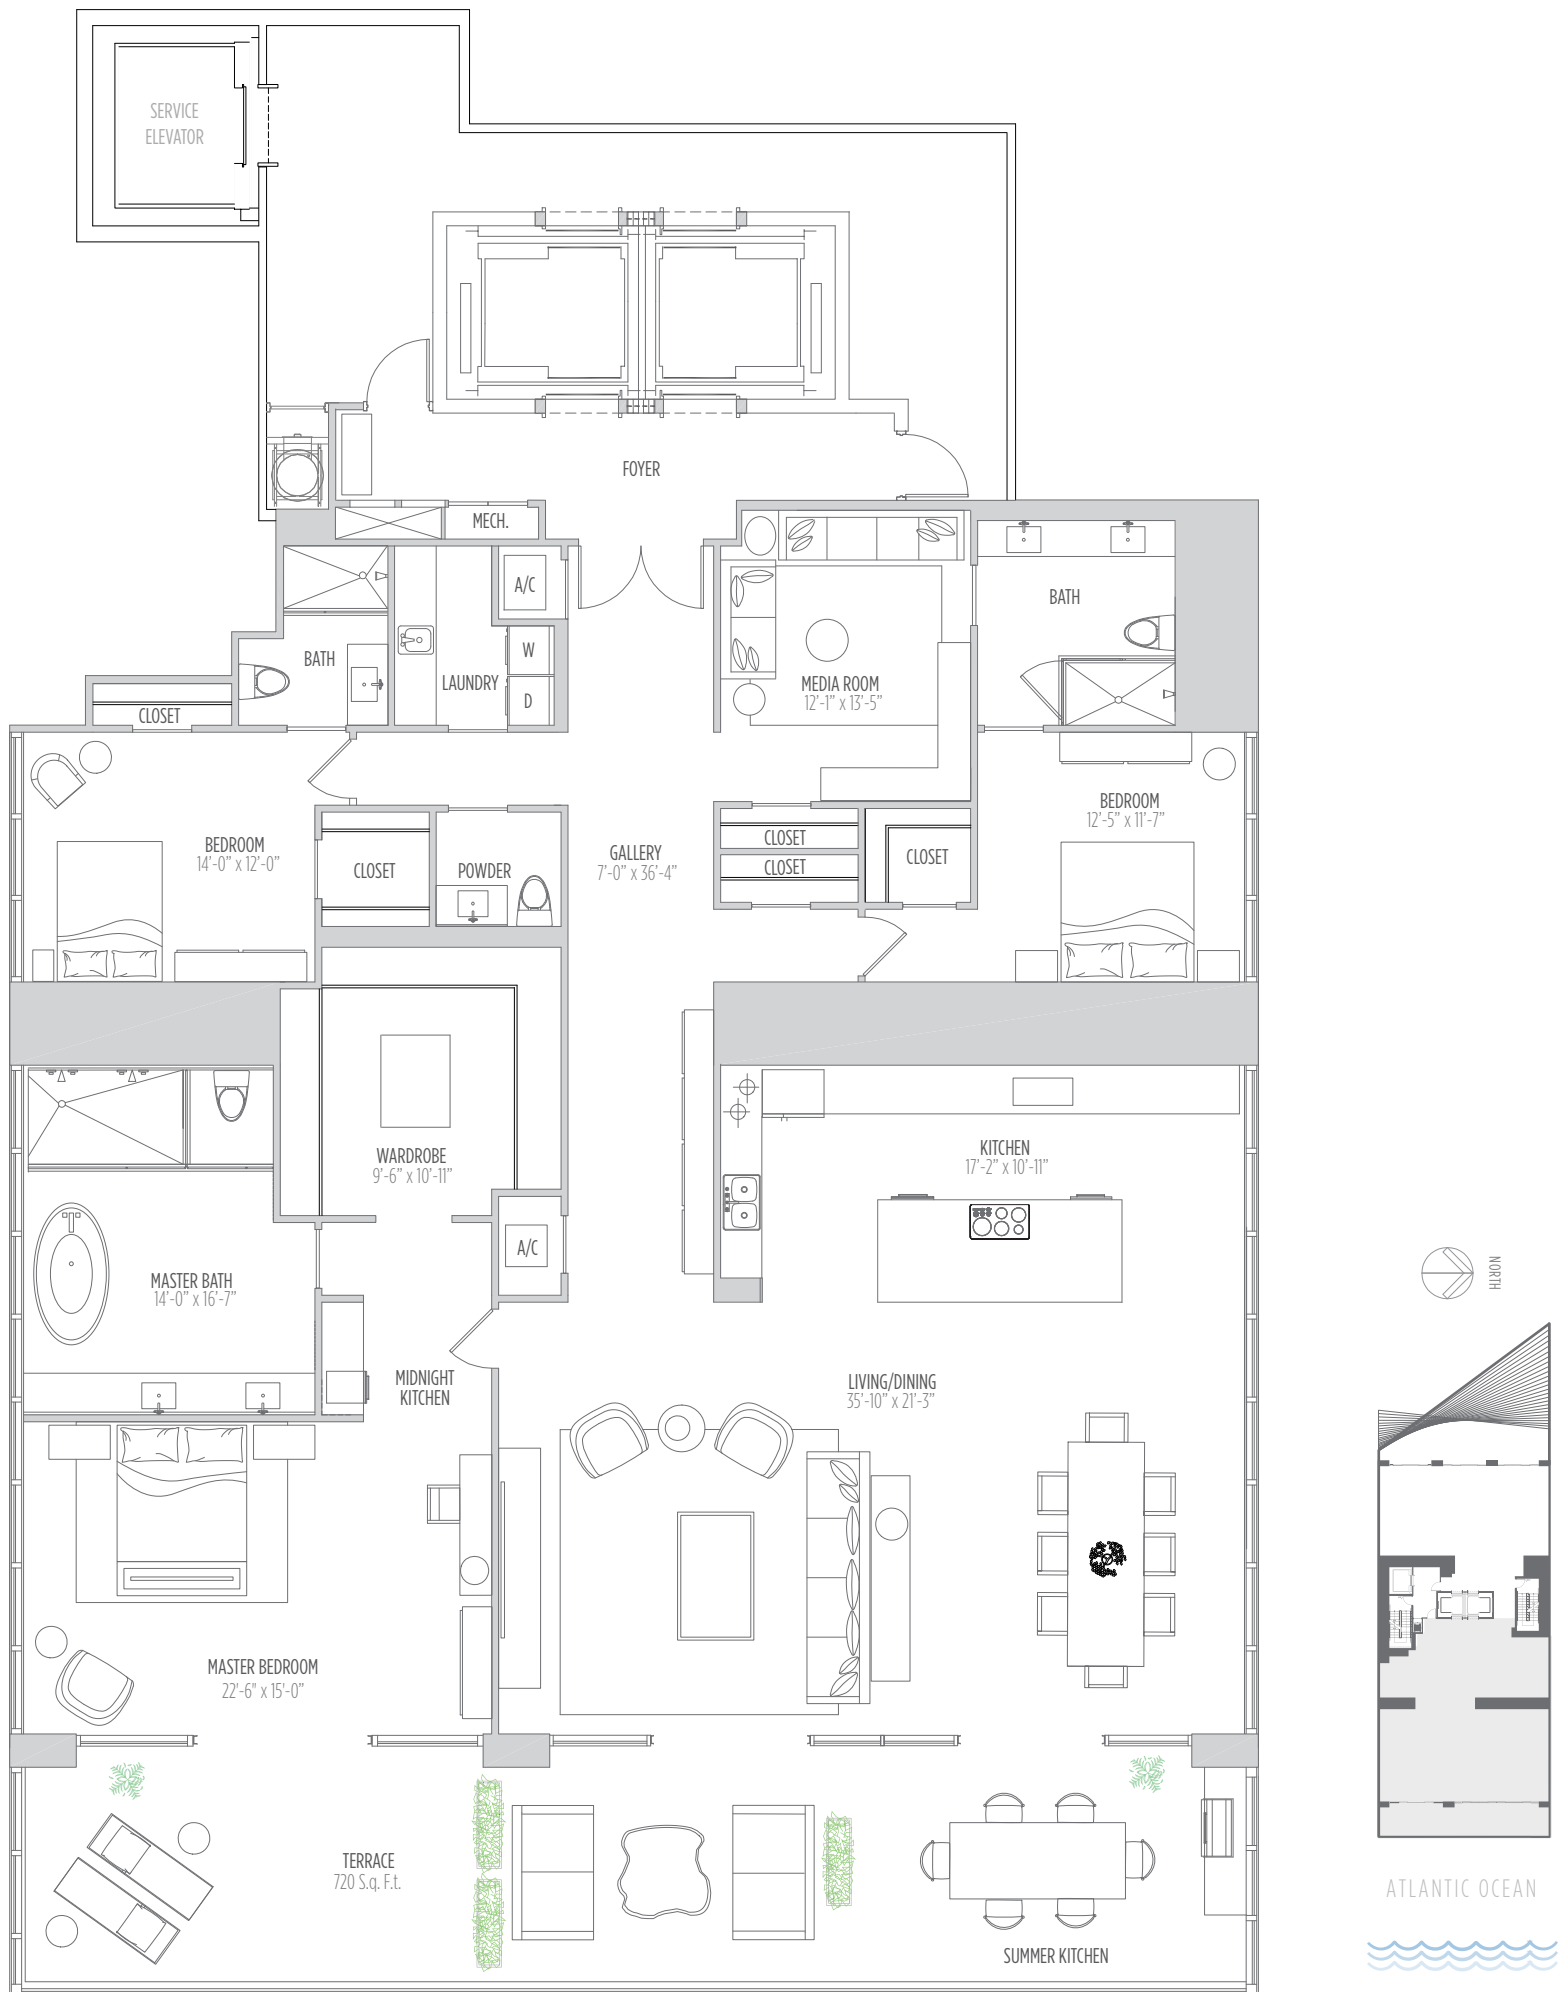 SERVICE
ELEVATOR
FOYER
MECH.
A/C
BATH
BATH
W
LAUNDRY
D
MEDIA ROOM
12'-1" x 13'-5"
CLOSET
BEDROOM
12'-5" x 11'-7"
BEDROOM
14'-0" x 12'-0"
CLOSET
POWDER
GALLERY
7'-0" x 36'-4"
CLOSET
CLOSET
CLOSET
WARDROBE
9'-6" x 10'-11"
KITCHEN
17'-2" x 10'-11"
A/C
MASTER BATH
14'-0" x 16'-7"
NORTH
MIDNIGHT
KITCHEN
LIVING/DINING
35'-10" x 21'-3"
MASTER BEDROOM
22'-6" x 15'-0"
TERRACE
720 S.q. F.t.
SUMMER KITCHEN
ATLANTIC OCEAN